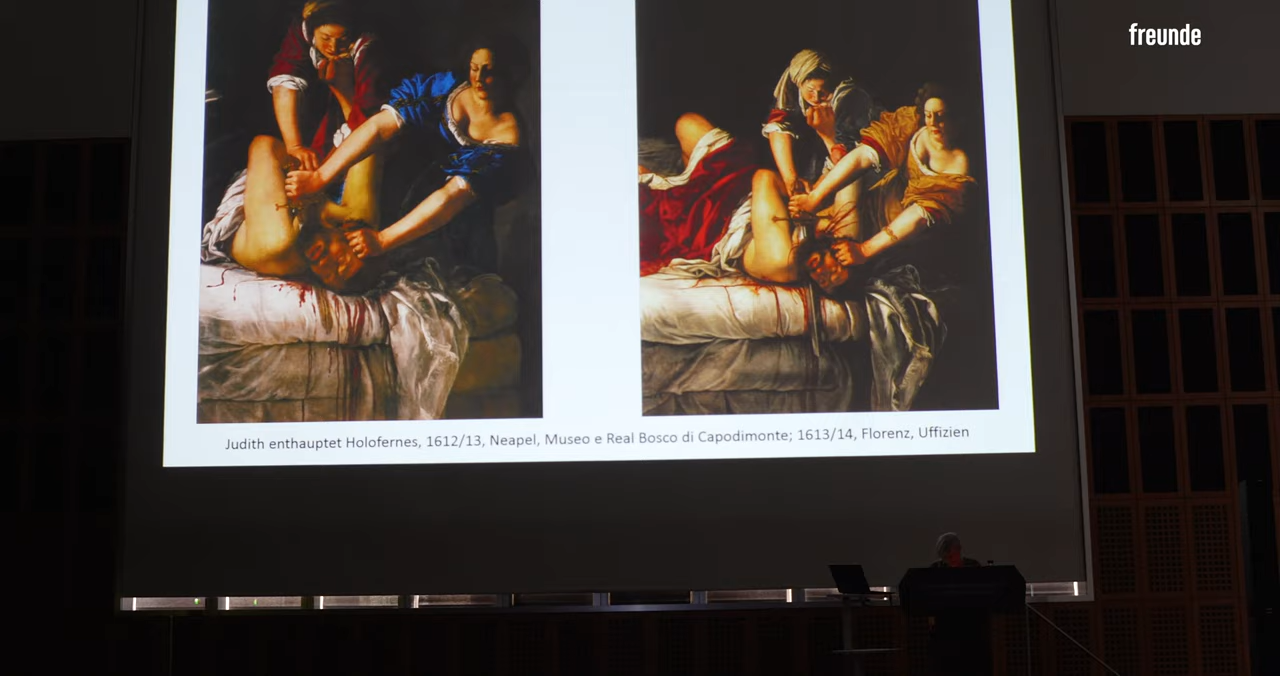 freunde
Judith enthauptet Holofernes, 1612/13, Neapel, Museo e Real Bosco di Capodimonte; 1613/14, Florenz, Uffizien